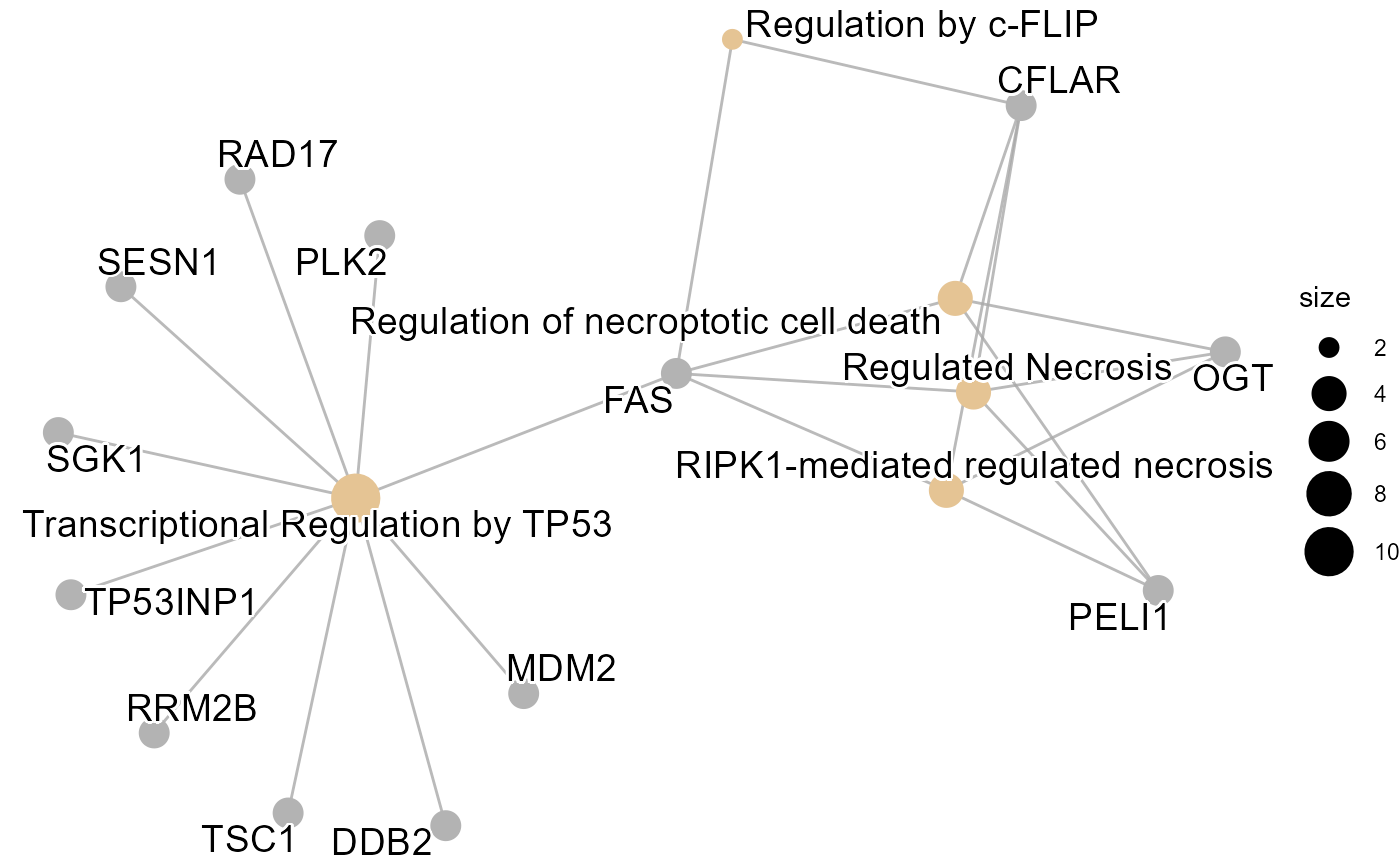 Regulation by c-FLIP
CFLAR
RAD17
SESN1
PLK2
Regulation of necroptotic cell death
Regulated Necrosis
OGT
FAS
SGK1
RIPK1-mediated regulated necrosis
Transcriptional Regulation by TP53
TP53INP1
PELI1
MDM2
RRM2B
TSC1
DDB2
size
2
4
6
8
10